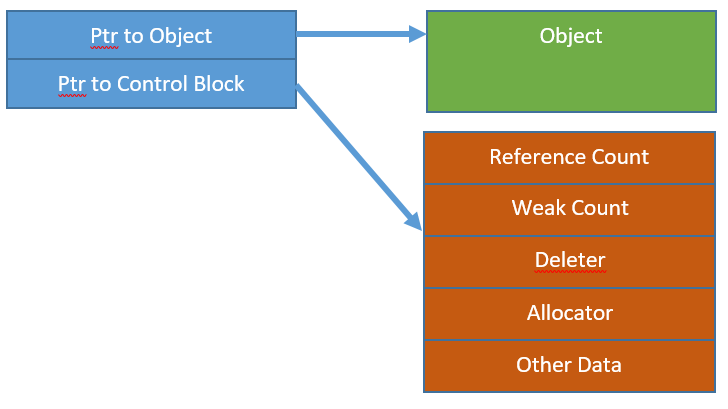 Ptr to Object
Ptr to Control Block
Object
Reference Count
Weak Count
Deleter
Allocator
Other Data